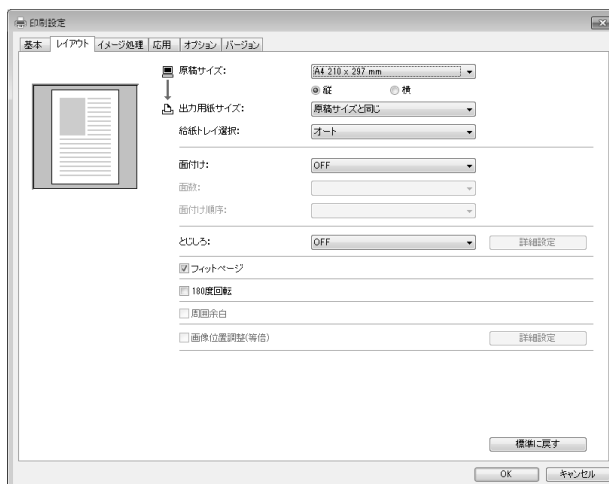 印刷設定
基本 レイアウト イメージ処理 応用 オプション バージョン
原稿サイズ: A4 210 x 297 mm
縦 横
出力用紙サイズ: 原稿サイズと同じ
給紙トレイ選択: オート
面付け: OFF
面数:
面付け順序:
とじしろ: OFF 詳細設定
フィットページ
180度回転
周囲余白
画像位置調整(等倍) 詳細設定
標準に戻す
OK キャンセル